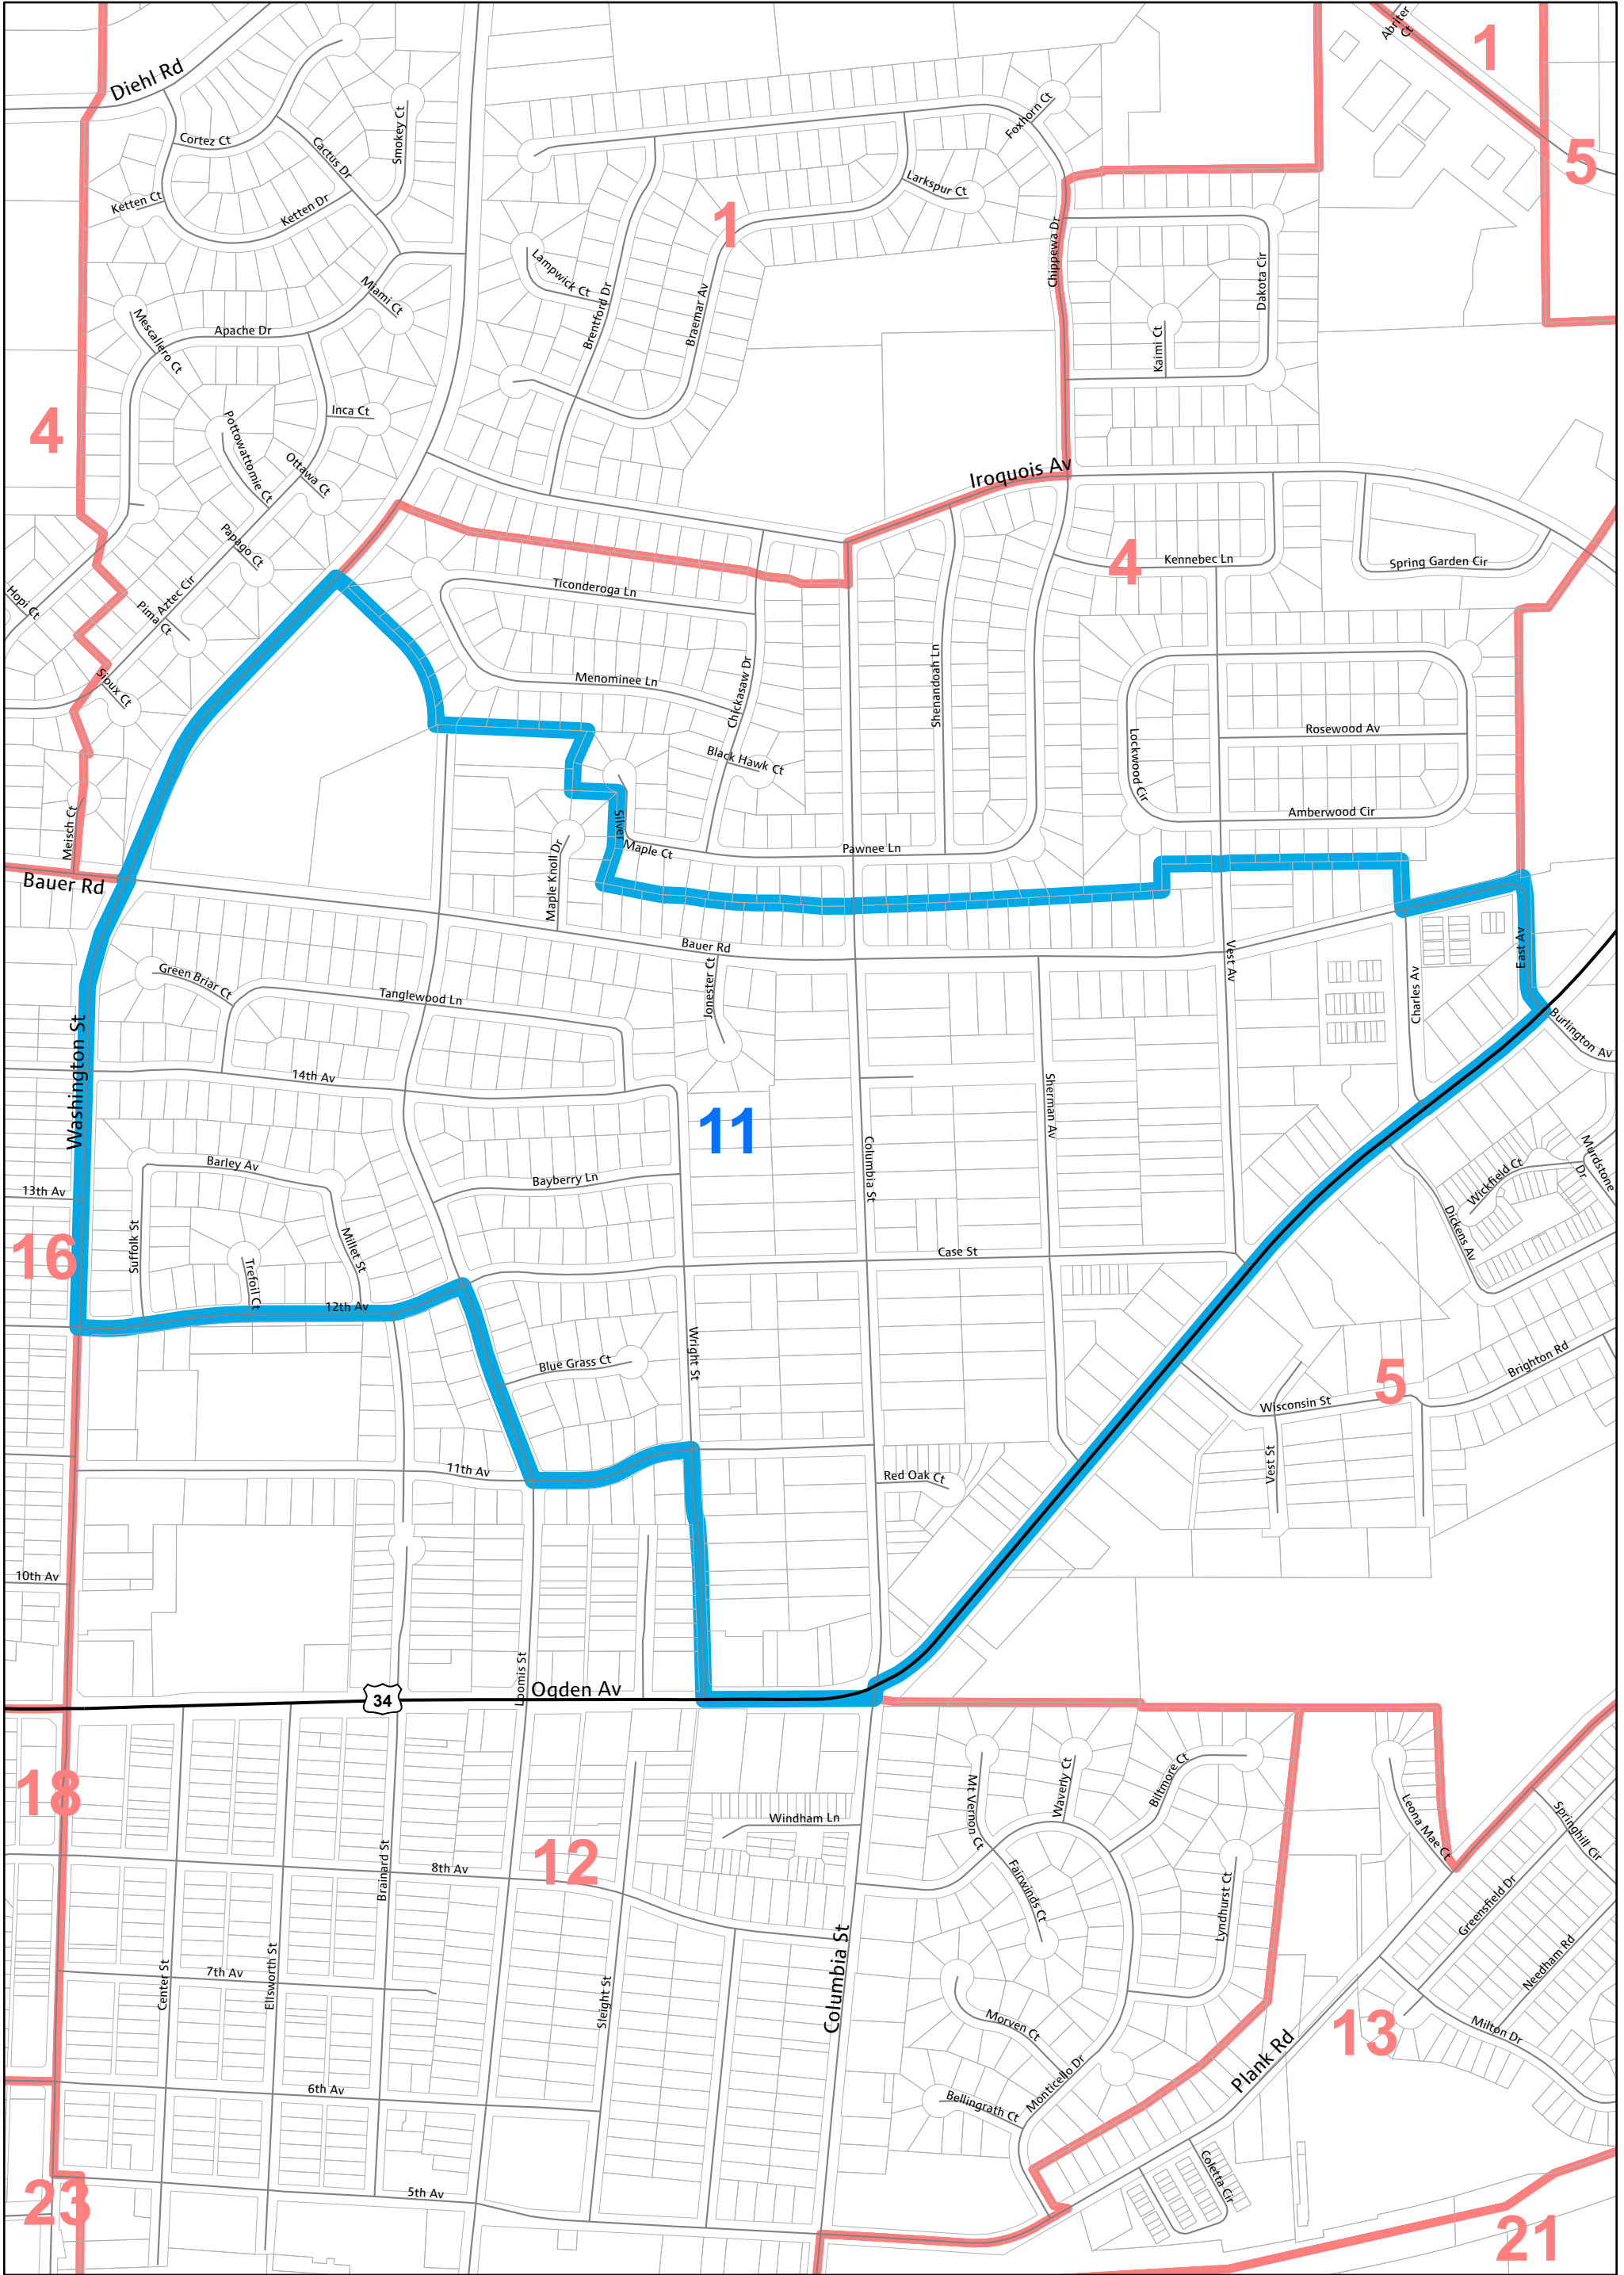 Abriter
Ct
1
Diehl Rd
Foxhorn Ct
Smokey Ct
Cortez Ct
Cactus Dr
5
Larkspur Ct
Ketten Ct
Ketten Dr
1
Chippewa Dr
Dakota Cir
Lampwick Ct
Miami Ct
Brentford Dr
Braemar Av
Mescallero Ct
Apache Dr
Kaimi Ct
Inca Ct
4
Pottowattomie Ct
Ottawa Ct
Iroquois Av
Papago Ct
4
Kennebec Ln
Spring Garden Cir
Hopi Ct
Aztec Cir
Pima Ct
Ticonderoga Ln
Sioux Ct
Menominee Ln
Chickasaw Dr
Shenandoah Ln
Rosewood Av
Lockwood Cir
Black Hawk Ct
Amberwood Cir
Meisch Ct
Silver
Maple Ct
Pawnee Ln
Bauer Rd
Maple Knoll Dr
Bauer Rd
Vest Av
East Av
Green Briar Ct
Tanglewood Ln
Jonester Ct
Charles Av
Burlington Av
Washington St
14th Av
11
Sherman Av
Columbia St
Murdstone
Dr
Wickfield Ct
Barley Av
Bayberry Ln
13th Av
Dickens Av
16
Suffolk St
Millet St
Trefoil Ct
Case St
12th Av
Blue Grass Ct
Wright St
Brighton Rd
5
Wisconsin St
Vest St
11th Av
Red Oak Ct
10th Av
Loomis St
Ogden Av
34
18
Mt Vernon Ct
Waverly Ct
Biltmore Ct
Leona Mae Ct
Springhill Cir
Windham Ln
12
8th Av
Brainard St
Fairwinds Ct
Lyndhurst Ct
Greensfield Dr
Columbia St
Needham Rd
7th Av
Center St
Ellsworth St
Sleight St
Morven Ct
13
Milton Dr
Plank Rd
6th Av
Monticello Dr
Bellingrath Ct
Coletta Cir
23
5th Av
21